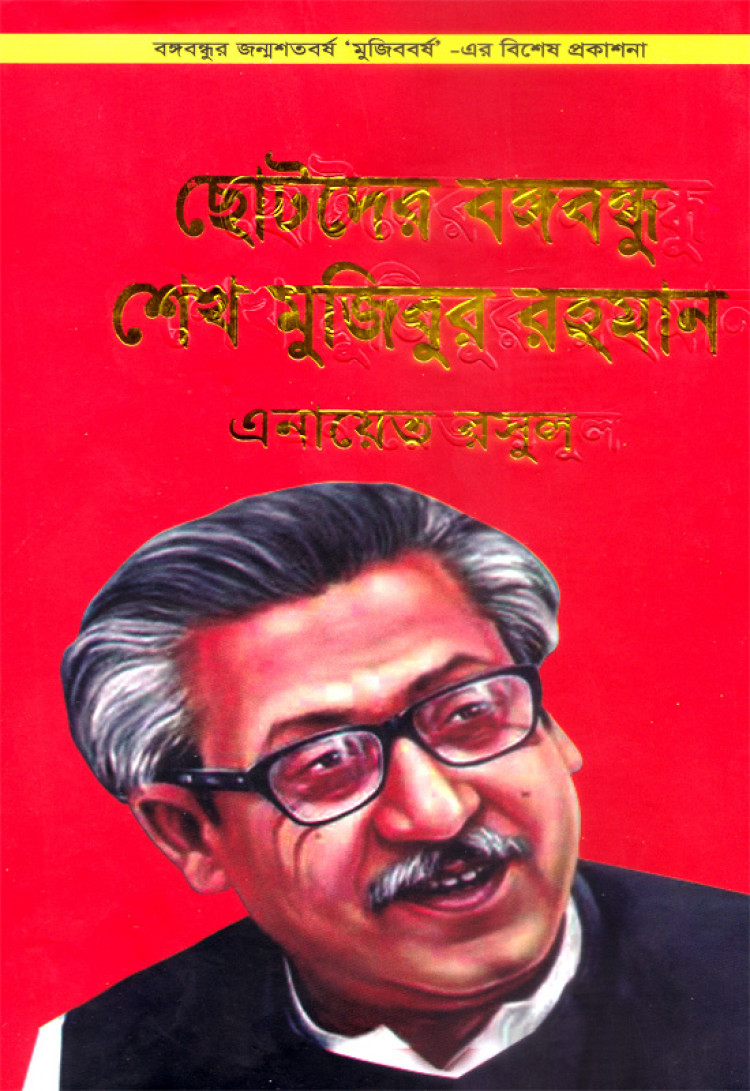 বঙ্গবন্ধুর জন্মশতবর্ষ ‘মুজিববর্ষ’ -এর বিশেষ প্রকাশনা
ছোটদের বঙ্গবন্ধু
শেখ মুজিবুর রহমান
এনায়েত রসুল